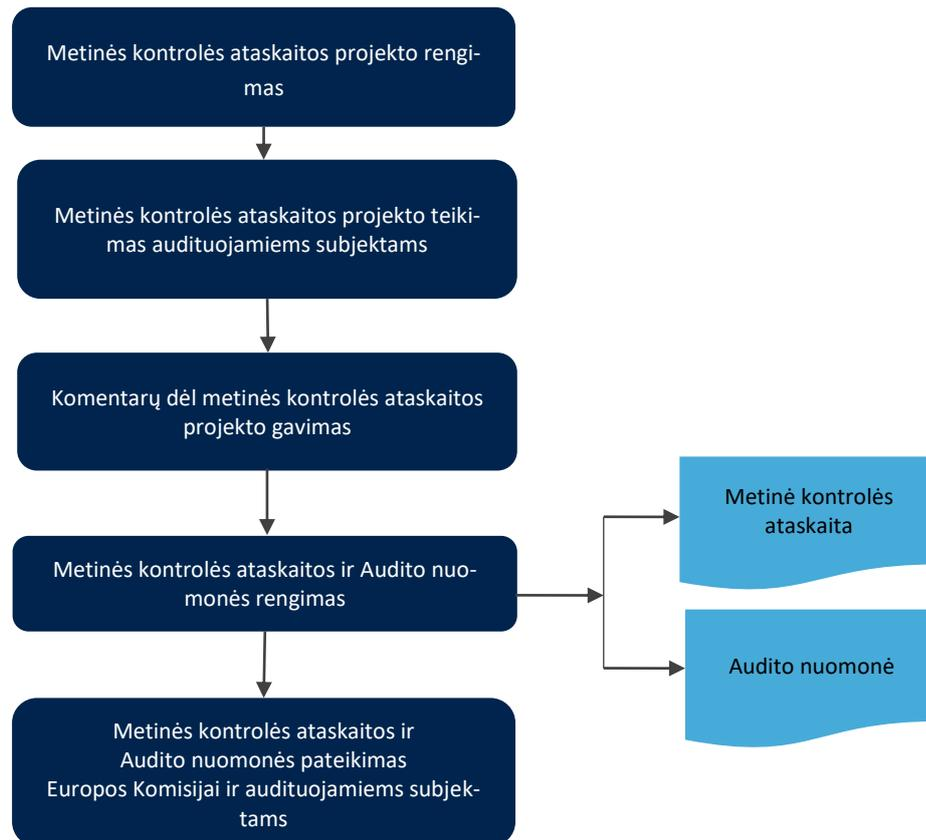 Metinės kontrolės ataskaitos projekto rengi-
mas
Metinės kontrolės ataskaitos projekto teiki-
mas audituojamiems subjektams
Komentarų dėl metinės kontrolės ataskaitos
projekto gavimas
Metinės kontrolės ataskaitos ir Audito nuo-
monės rengimas
Metinė kontrolės
ataskaita
Audito nuomonė
Metinės kontrolės ataskaitos ir
Audito nuomonės pateikimas
Europos Komisijai ir audituojamiems subjek-
tams